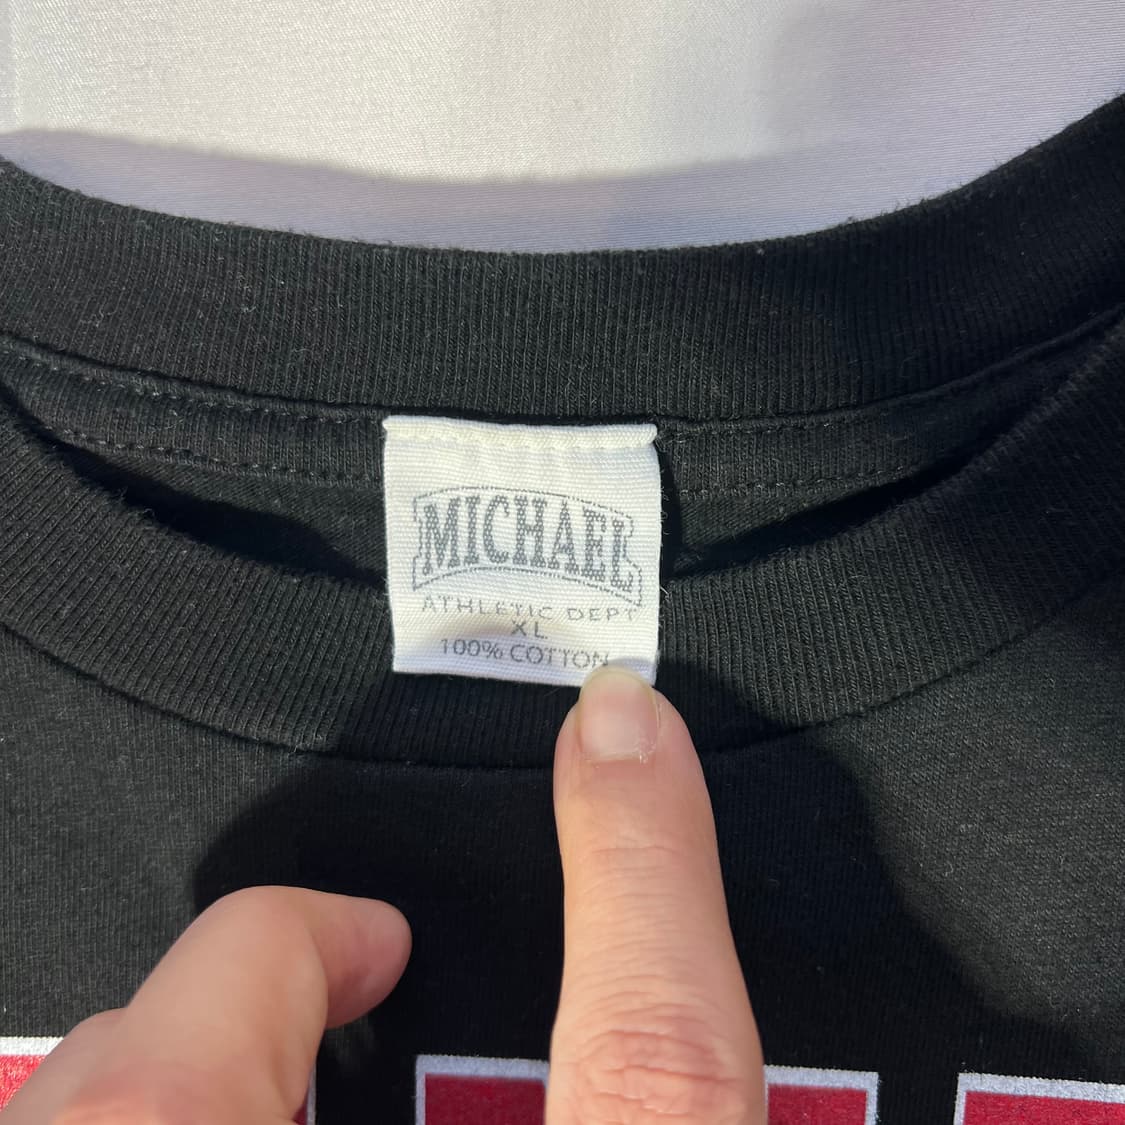 MICHAEL
ATHLETIC DEPT
XL
100% COTTON